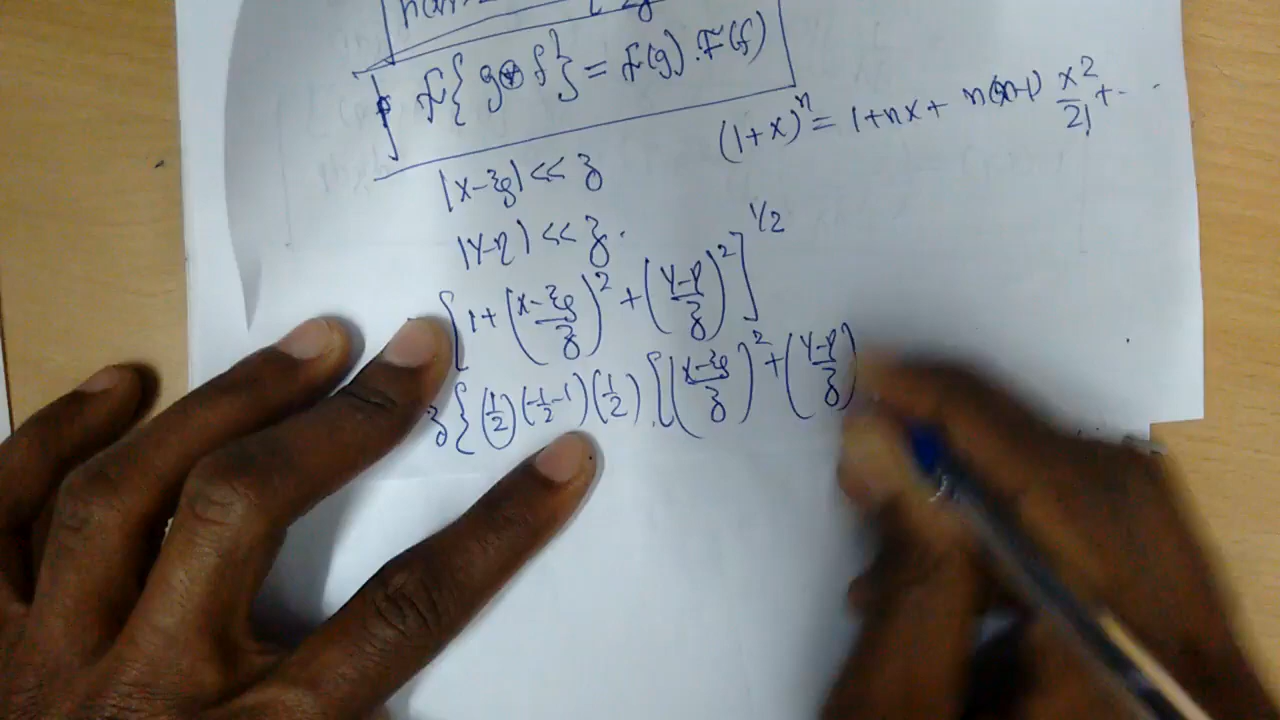 F{g⊛f} = F(g).F(f)
(1+x)^n = 1+nx+ n(n-1) x^2/2! + ...
|x-ξ| << z
|y-η| << z.
[1+((x-ξ)/z)^2 + ((y-η)/z)^2]^1/2
z{(1/2)(-1/2-1)(1/2).[((x-ξ)/z)^2 + ((y-η)/z)